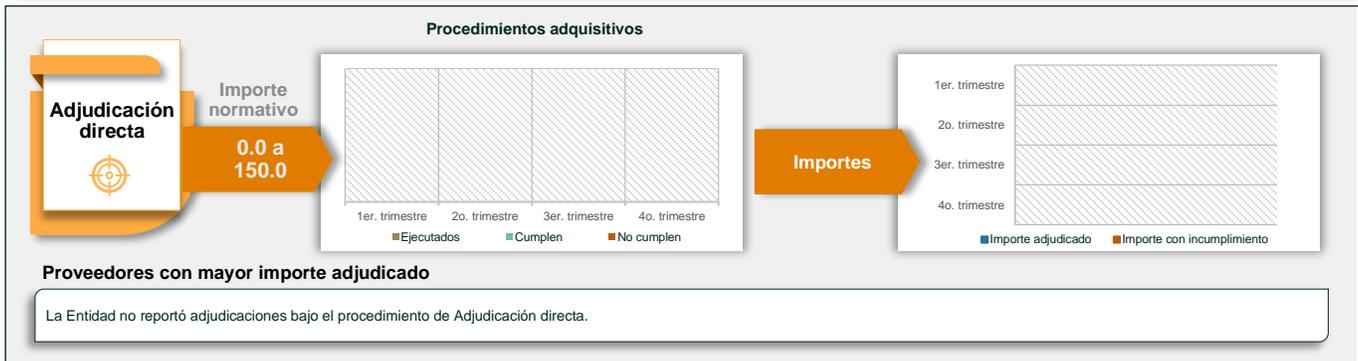 Procedimientos adquisitivos
Adjudicación
directa
Importe
normativo
0.0 a
150.0
1er. trimestre
2o. trimestre
3er. trimestre
4o. trimestre
Ejecutados
Cumplen
No cumplen
Importes
1er. trimestre
2o. trimestre
3er. trimestre
4o. trimestre
Importe adjudicado
Importe con incumplimiento
Proveedores con mayor importe adjudicado
La Entidad no reportó adjudicaciones bajo el procedimiento de Adjudicación directa.